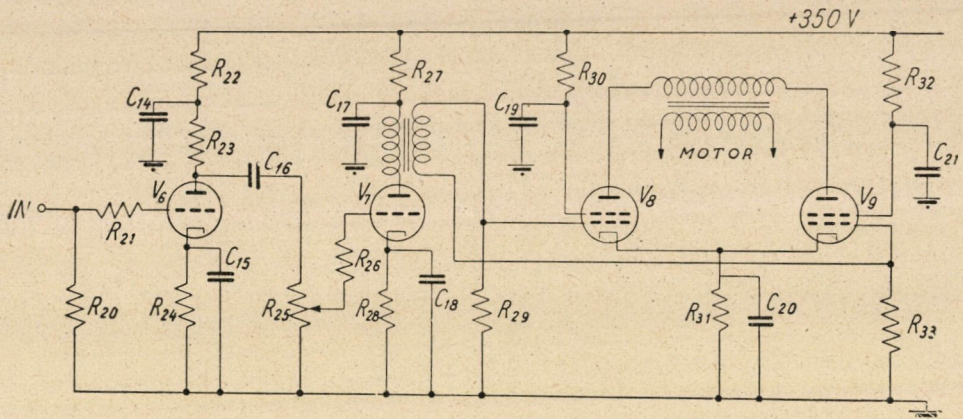 +350 V
R22
R27
R30
R32
C14
C17
C19
R23
C16
C21
MOTOR
V6
V7
V8
V9
IN
R21
R26
C15
C18
R20
R24
R25
R28
R29
R31
C20
R33